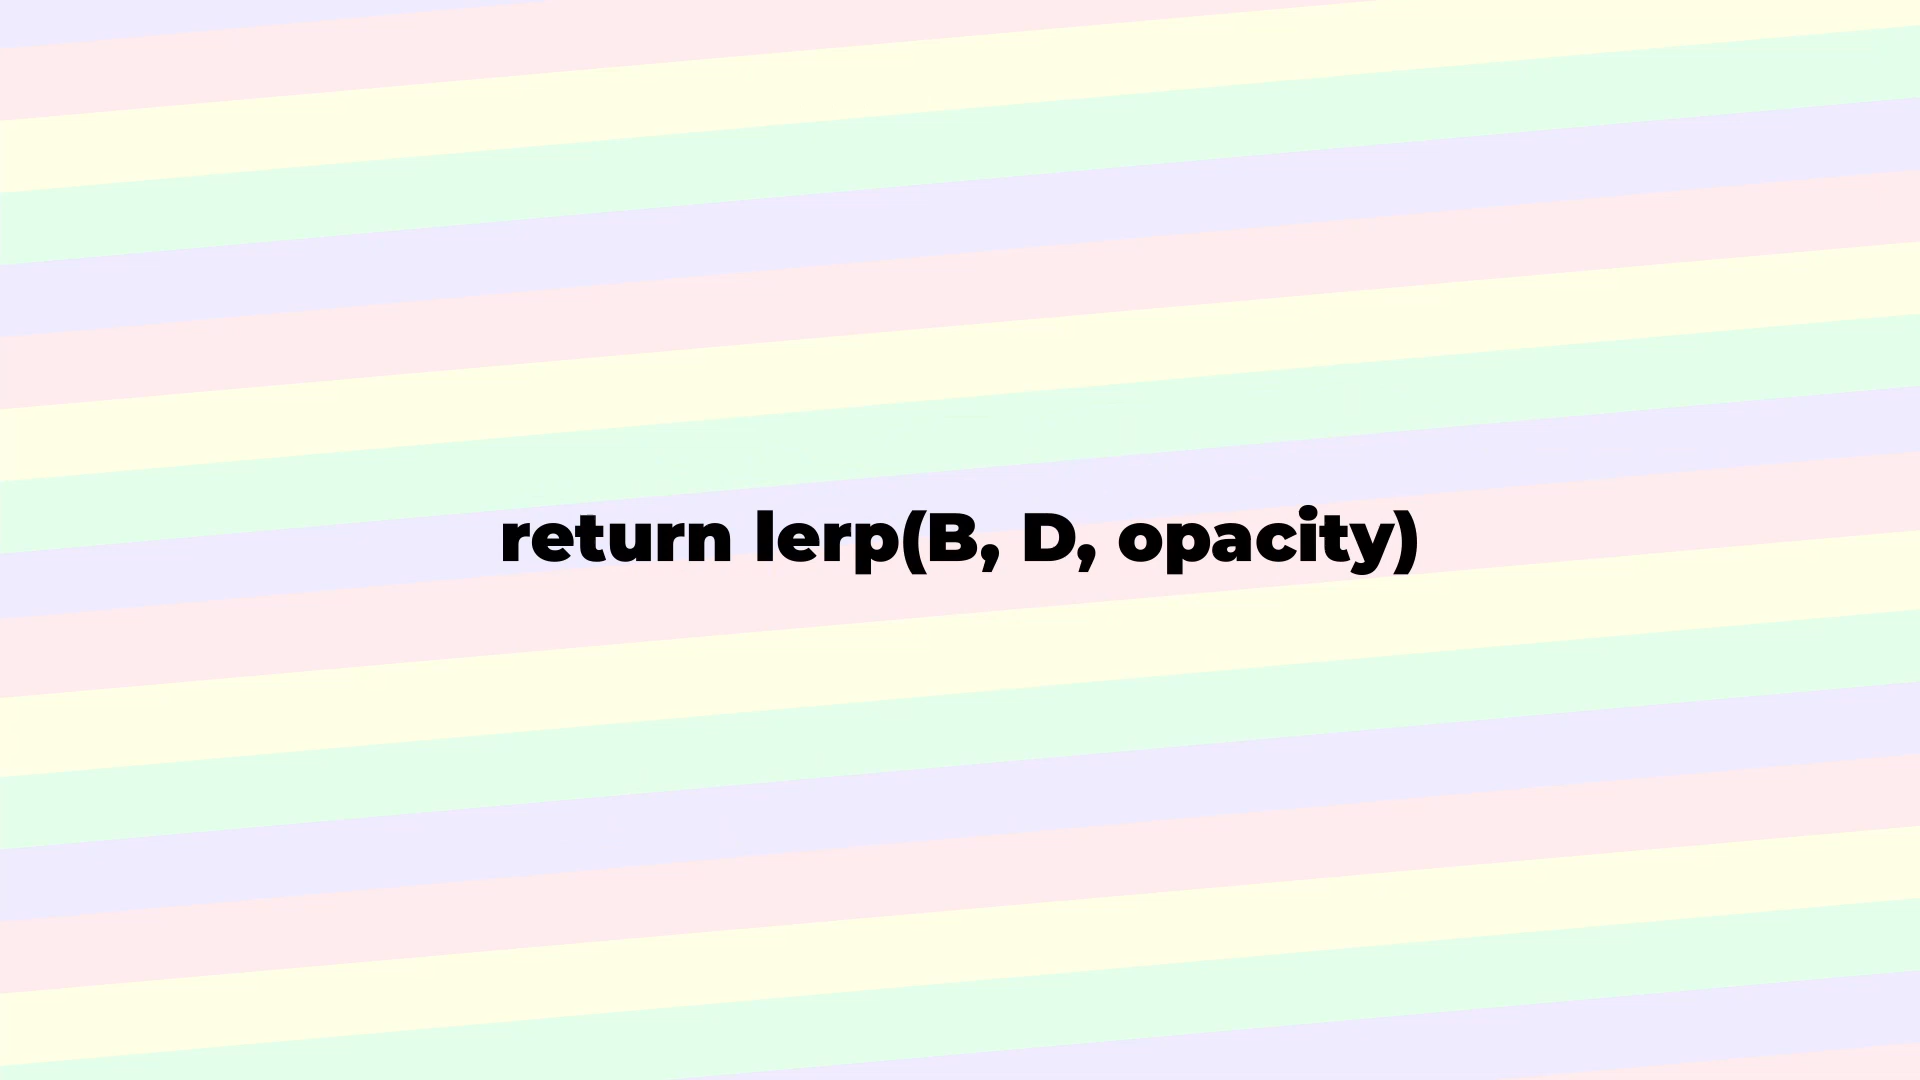 return lerp(B, D, opacity)